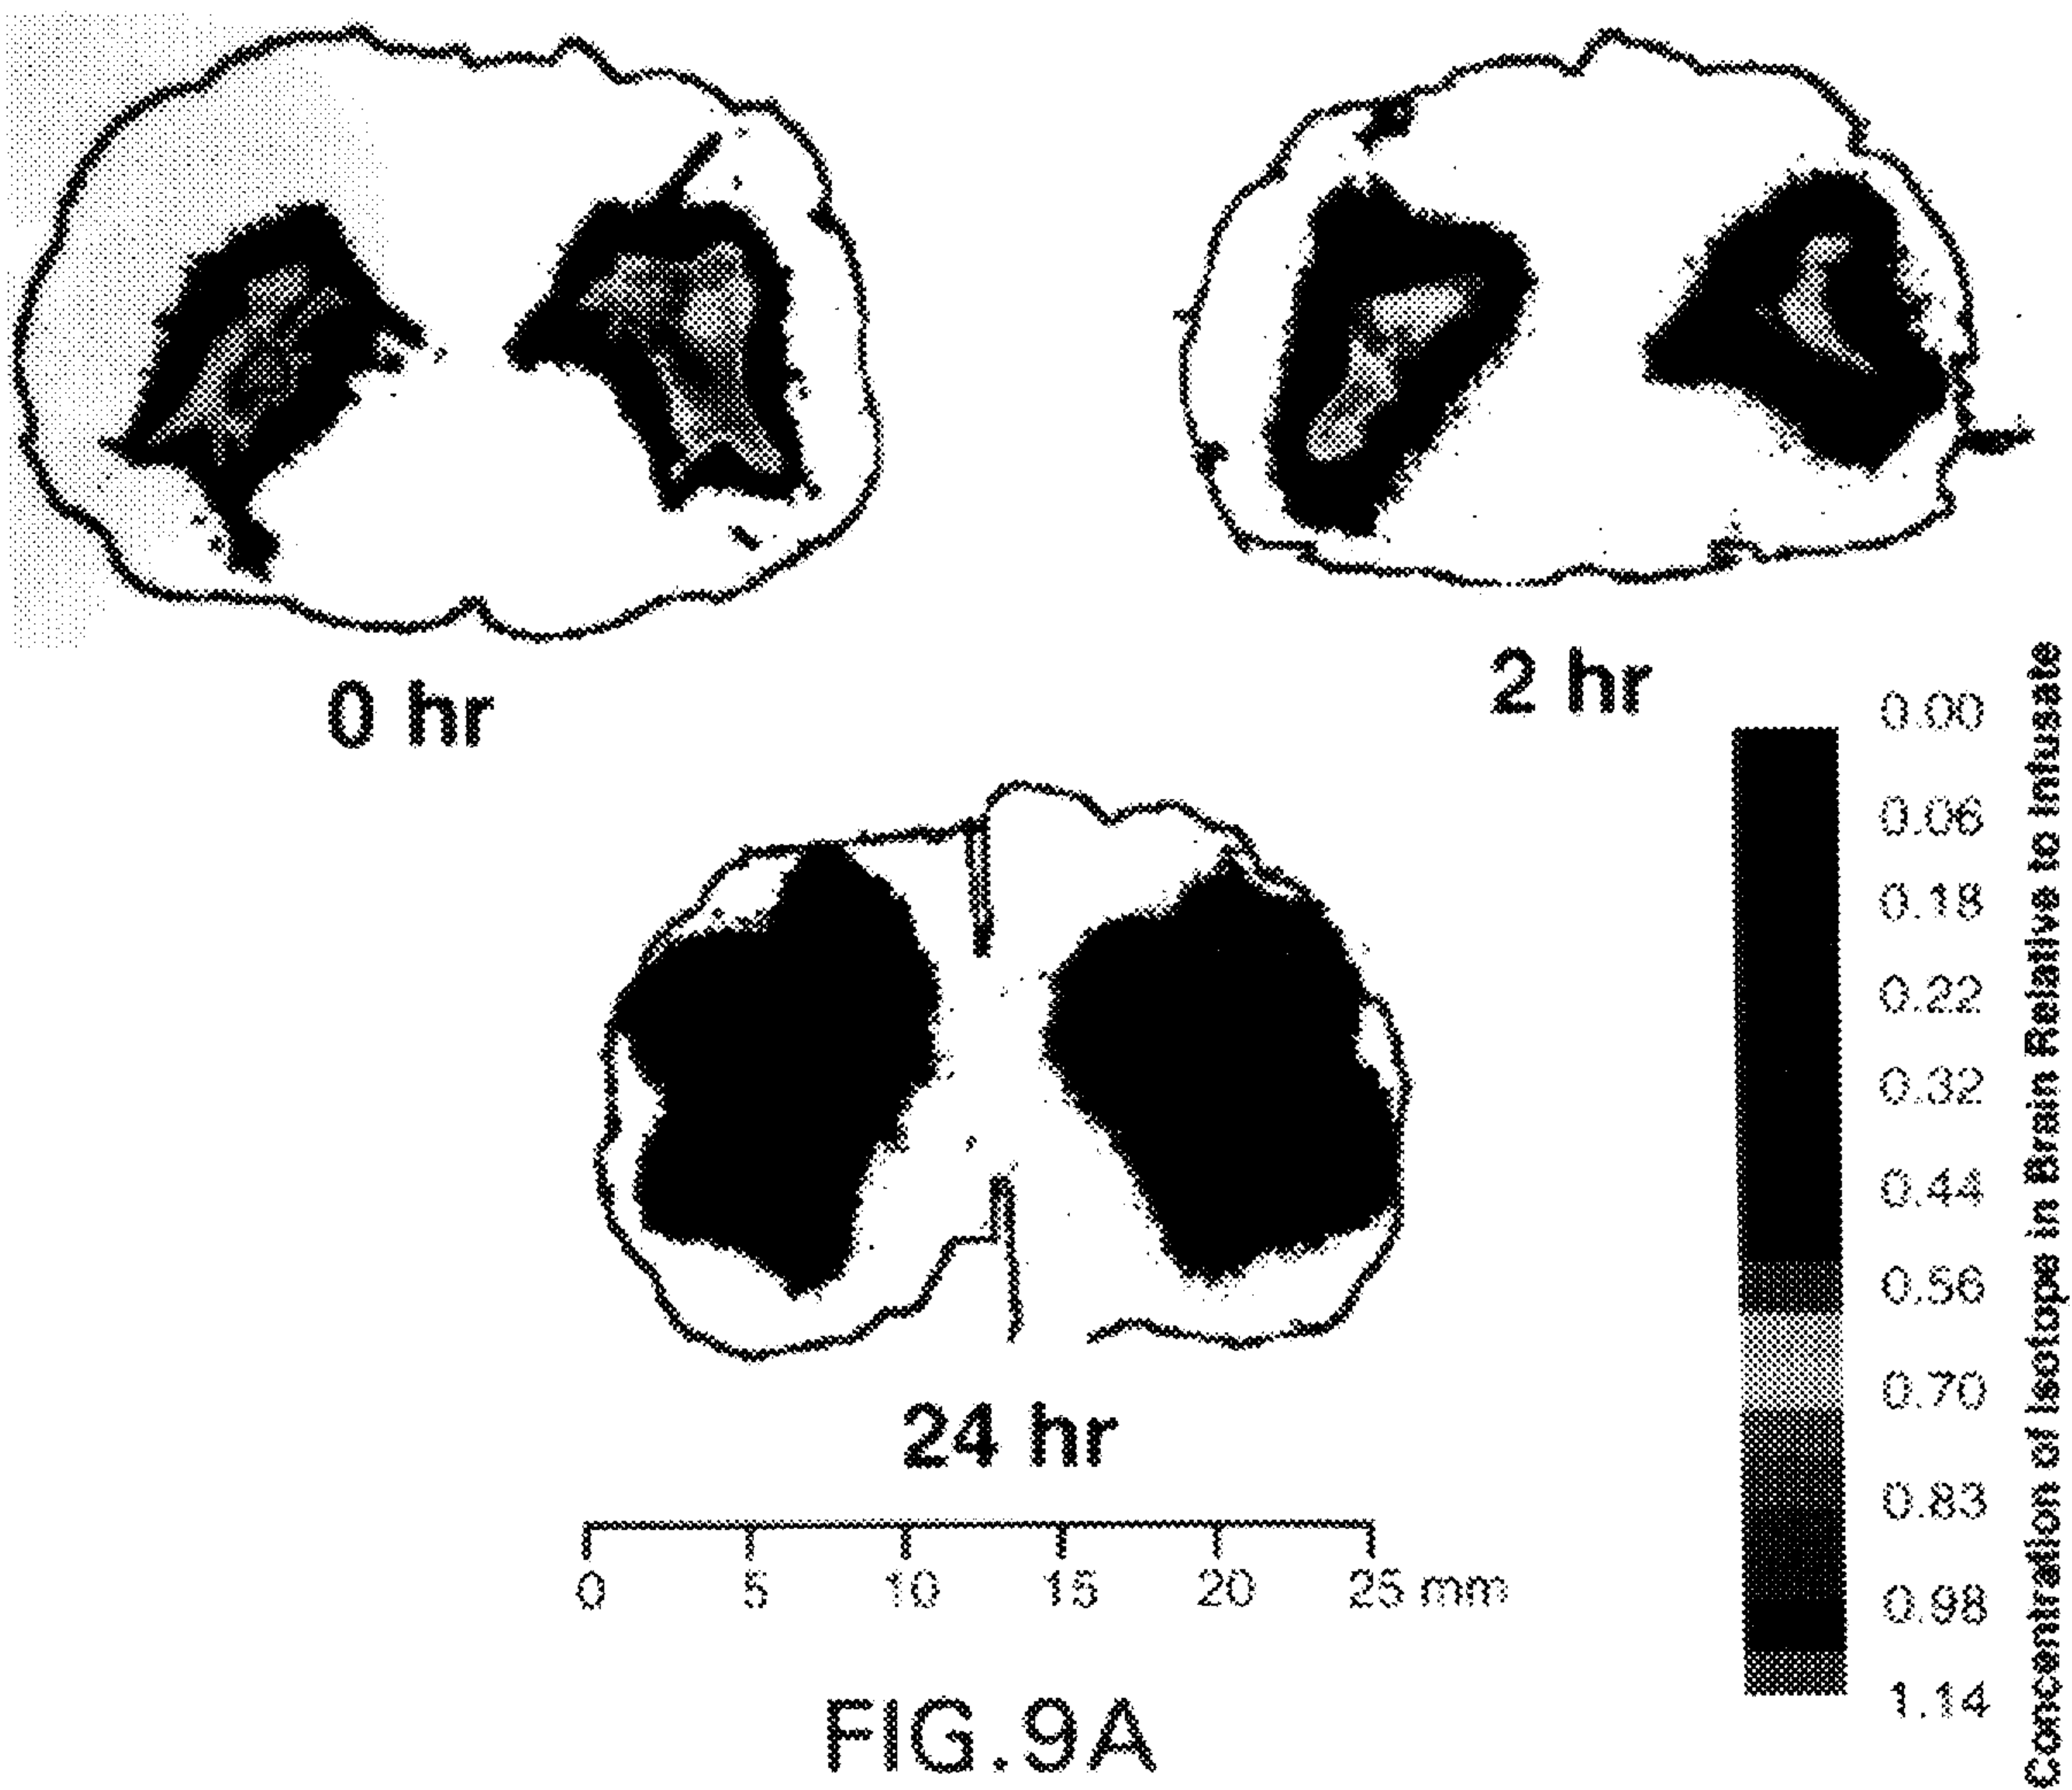 0 hr
2 hr
24 hr
0 5 10 15 20 25 mm
0.00
0.06
0.18
0.22
0.32
0.44
0.56
0.70
0.83
0.98
1.14
Concentration of Isotope in Brain Relative to Infusate
FIG.9A